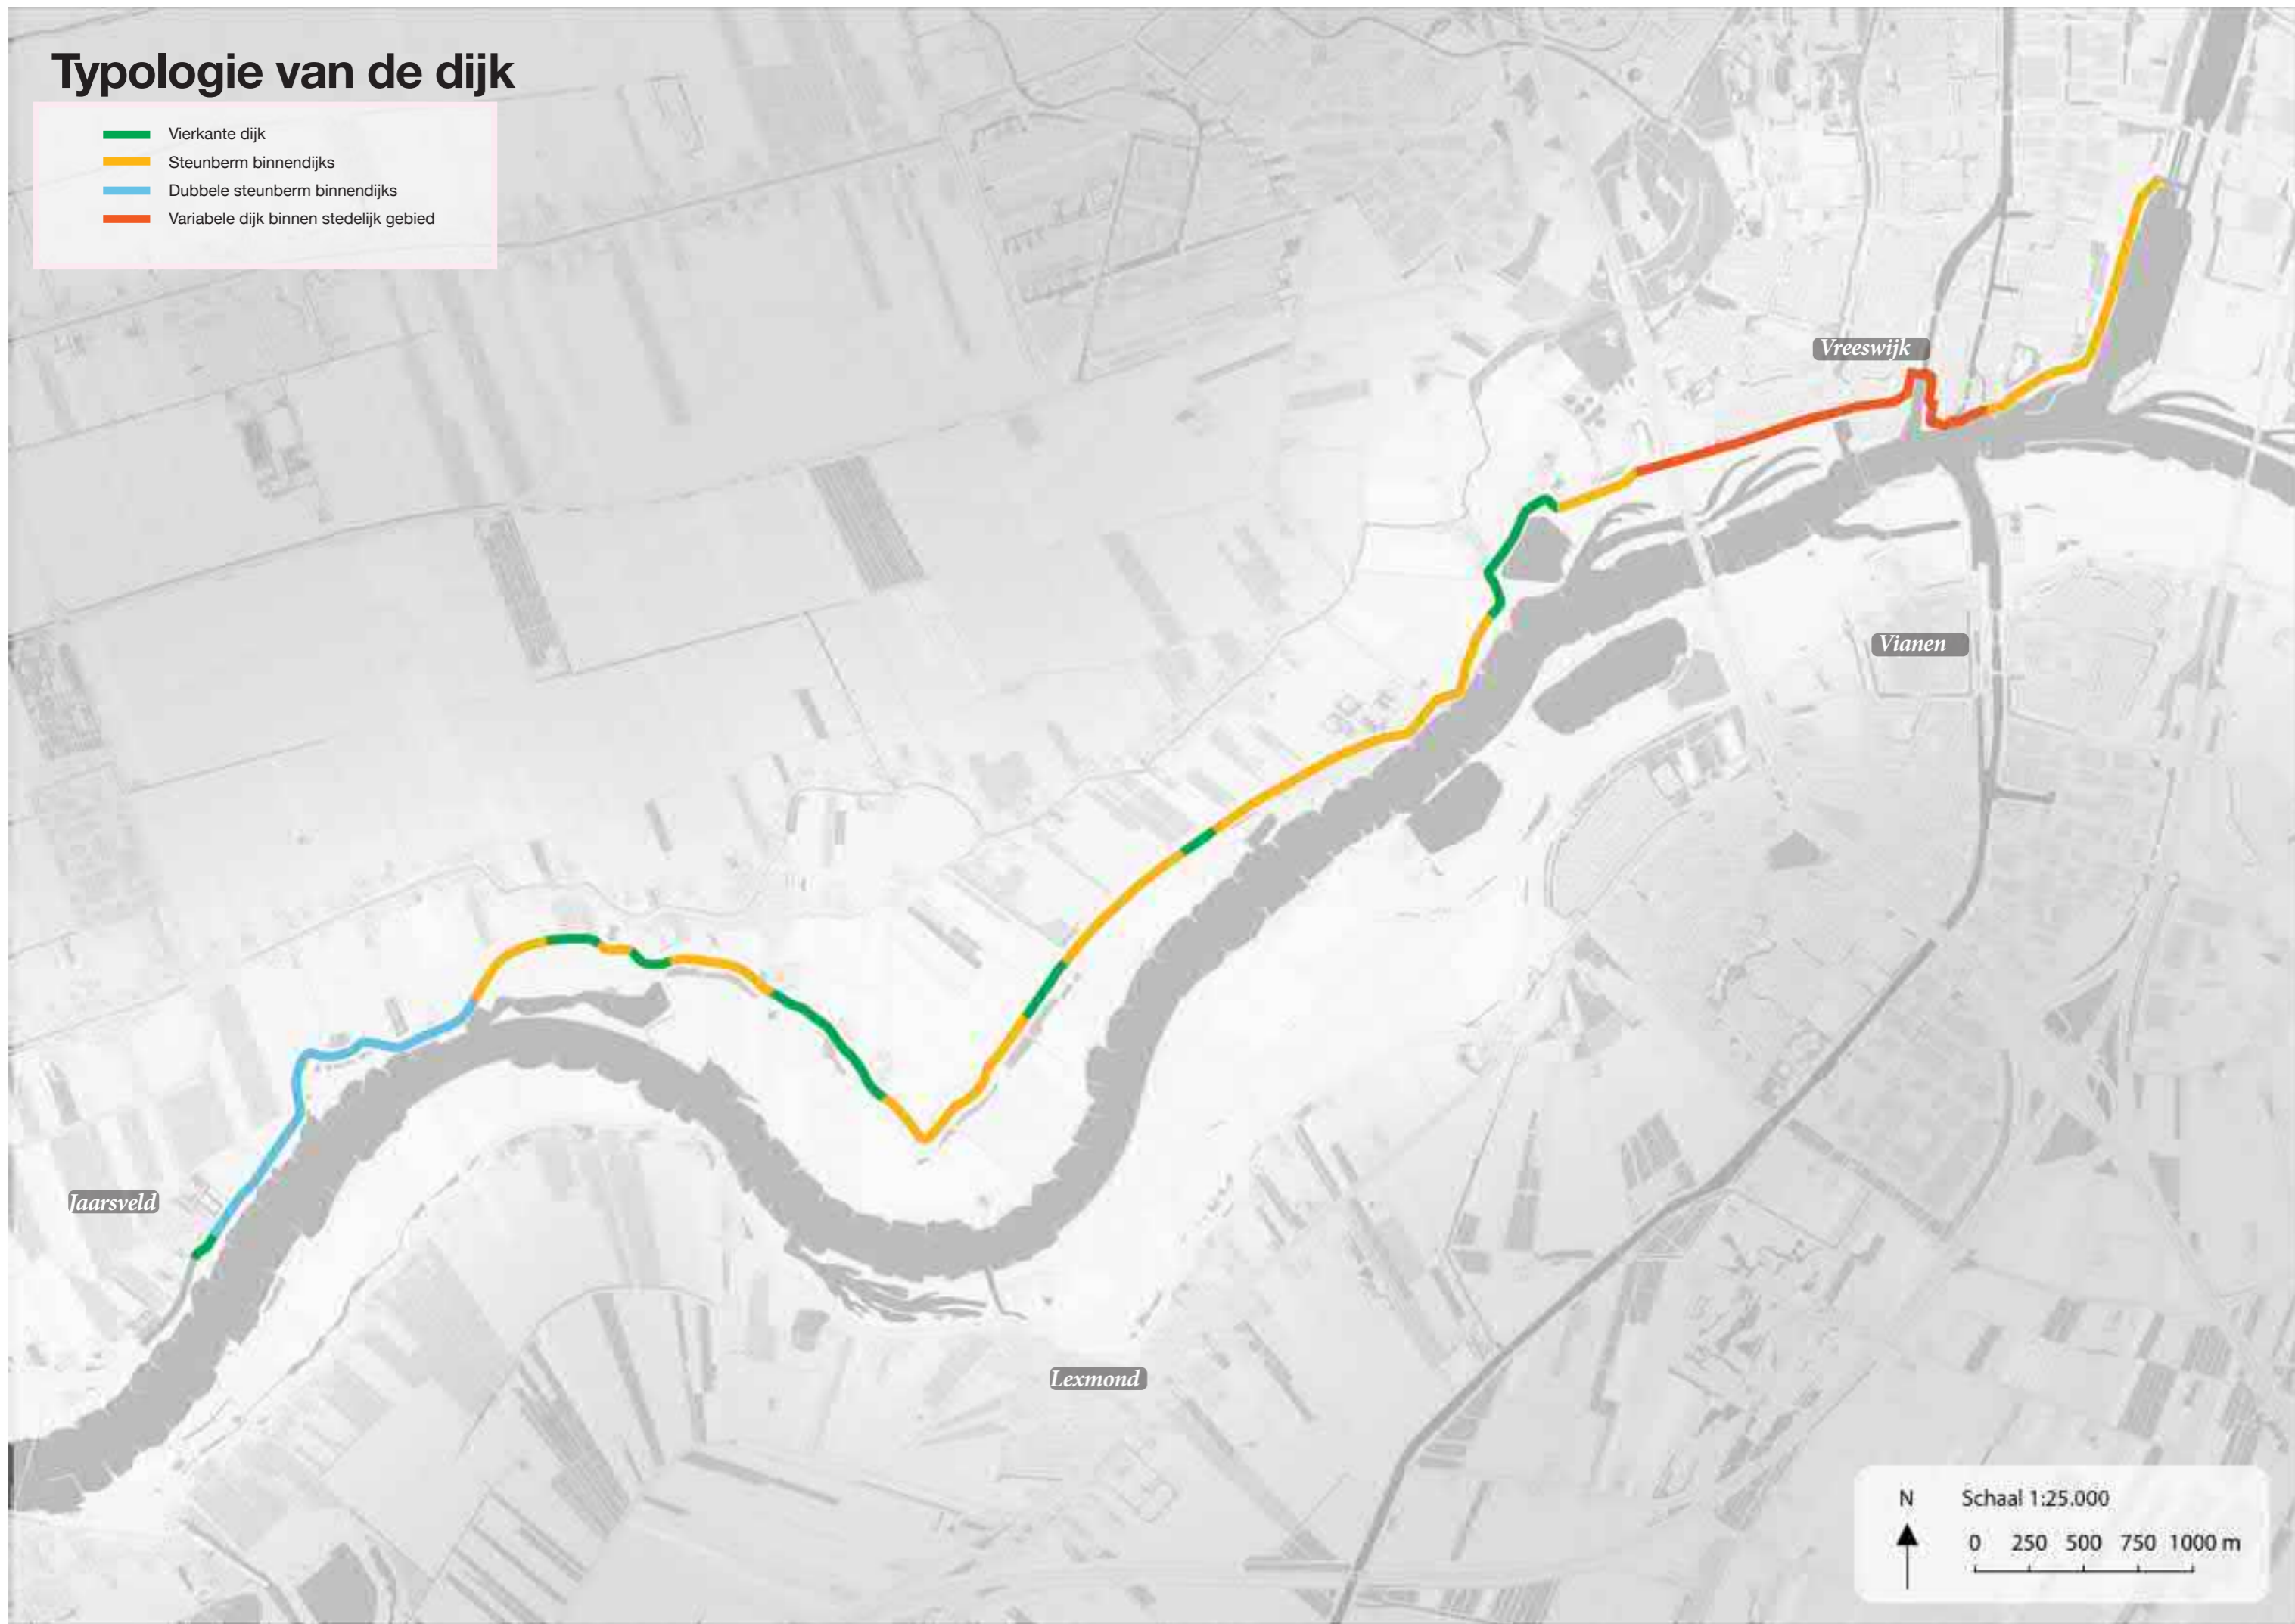 Typologie van de dijk
Vierkante dijk
Steunberm binnendijks
Dubbele steunberm binnendijks
Variabele dijk binnen stedelijk gebied
Vreeswijk
Vianen
Jaarsveld
Lexmond
N
Schaal 1:25.000
0 250 500 750 1000 m